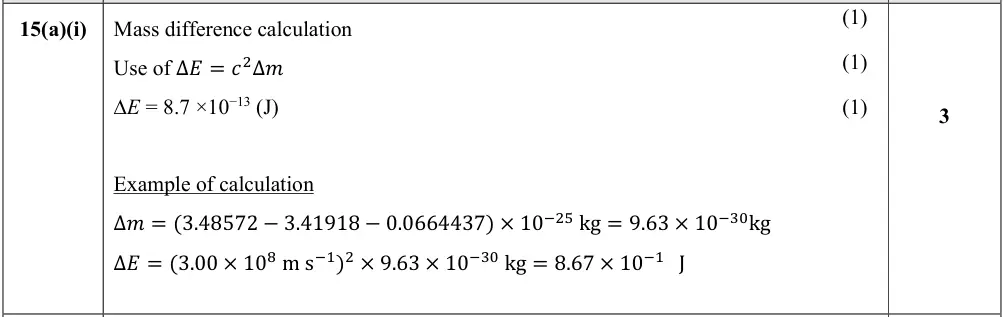 15(a)(i) Mass difference calculation (1)
Use of Δ𝐸 = 𝑐²Δ𝑚 (1)
ΔE = 8.7 ×10⁻¹³ (J) (1)
3
Example of calculation
Δ𝑚 = (3.48572 − 3.41918 − 0.0664437) × 10⁻²⁵ kg = 9.63 × 10⁻³⁰kg
Δ𝐸 = (3.00 × 10⁸ m s⁻¹)² × 9.63 × 10⁻³⁰ kg = 8.67 × 10⁻¹ J